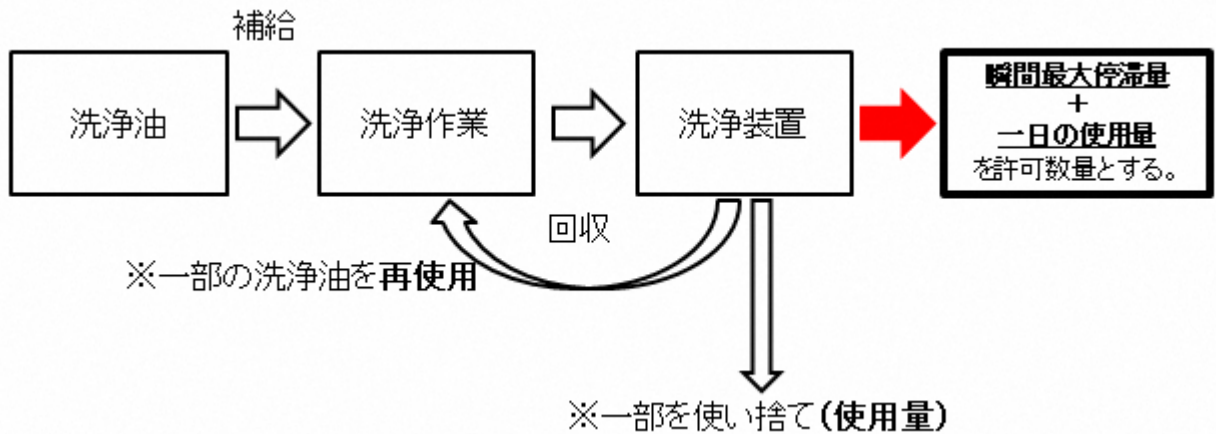 補給
洗浄油
洗浄作業
洗浄装置
瞬間最大停滞量
+
一日の使用量
を許可数量とする。
回収
※一部の洗浄油を再使用
※一部を使い捨て(使用量)